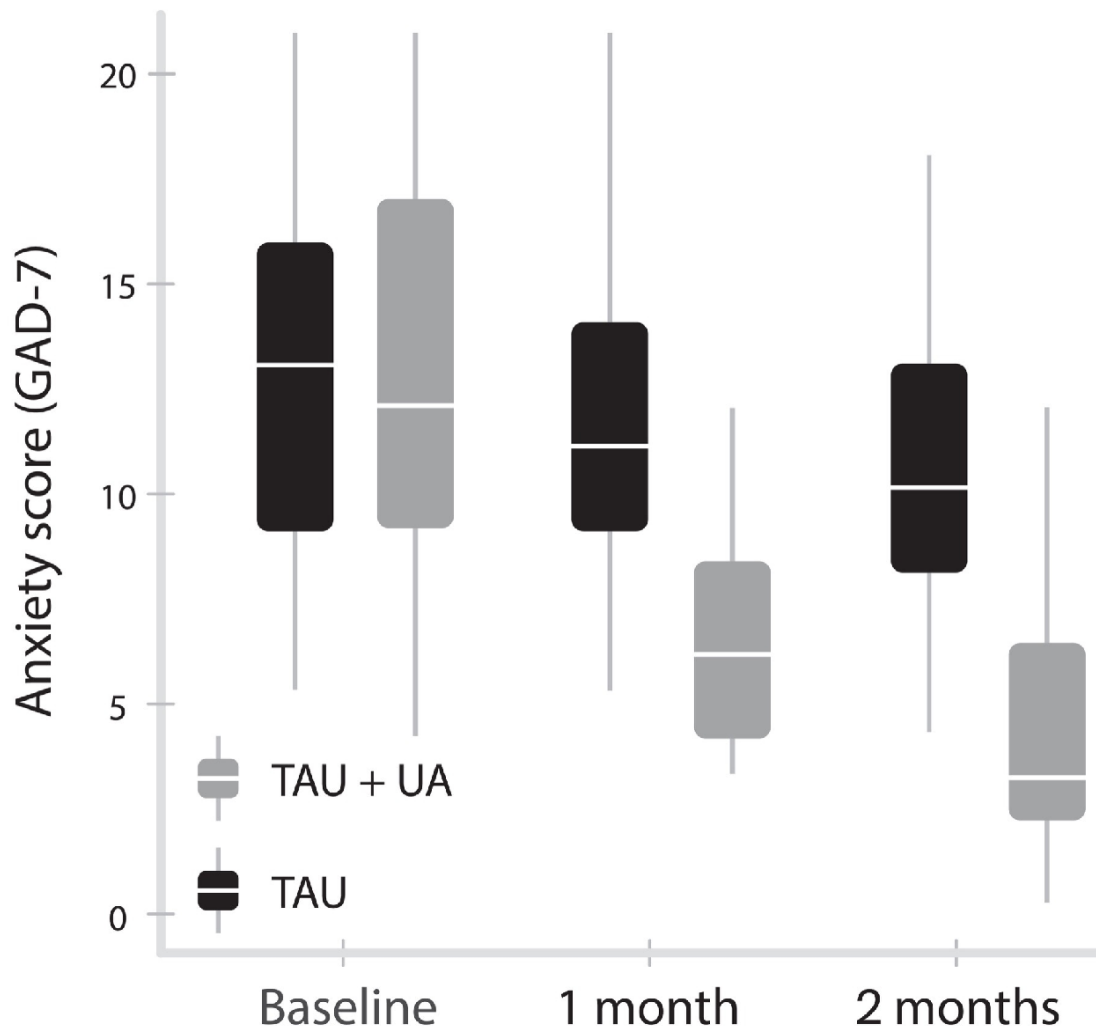 Anxiety score (GAD-7)
20
15
10
5
0
TAU + UA
TAU
Baseline
1 month
2 months